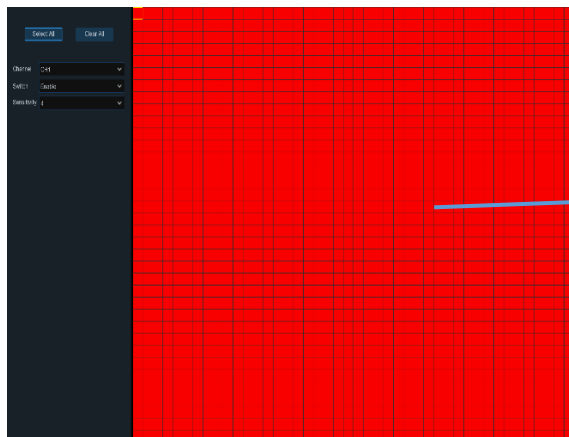 Select All
Clear All
Channel CH1
Switch Enable
Sensitivity 4